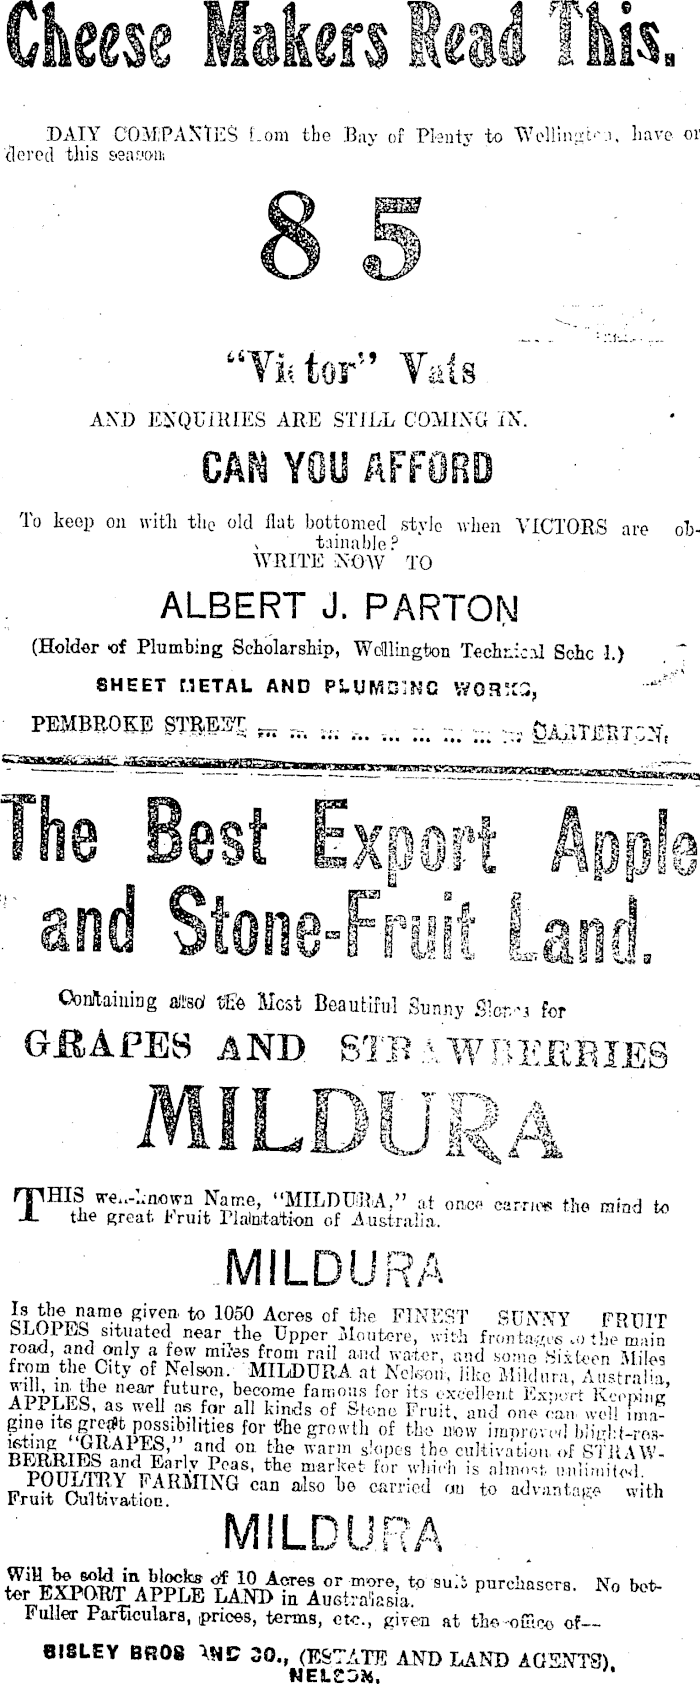 Cheese Makers Read This.
DAIY COMPANIES from the Bay of Plenty to Wellington, have or
dered this season
85
"Victor" Vats
AND ENQUIRIES ARE STILL COMING IN.
CAN YOU AFFORD
To keep on with the old flat bottomed style when VICTORS are ob-
tainable?
WRITE NOW TO
ALBERT J. PARTON
(Holder of Plumbing Scholarship, Wellington Technical School.)
SHEET METAL AND PLUMBING WORKS,
PEMBROKE STREET ... ... ... ... ... ... ... ... ... CARTERTON.
The Best Export Apple
and Stone-Fruit Land.
Containing also the Most Beautiful Sunny Slopes for
GRAPES AND STRAWBERRIES
MILDURA
THIS well-known Name, "MILDURA," at once carries the mind to
the great Fruit Plaintation of Australia.
MILDURA
Is the name given to 1050 Acres of the FINEST SUNNY FRUIT
SLOPES situated near the Upper Moutere, with frontages to the main
road, and only a few miles from rail and water, and some Sixteen Miles
from the City of Nelson. MILDURA at Nelson, like Mildura, Australia,
will, in the near future, become famous for its excellent Export Keeping
APPLES, as well as for all kinds of Stone Fruit, and one can well ima-
gine its great possibilities for the growth of the now improved blight-res-
isting "GRAPES," and on the warm slopes the cultivation of STRAW-
BERRIES and Early Peas, the market for which is almost unlimited.
POULTRY FARMING can also be carried on to advantage with
Fruit Cultivation.
MILDURA
Will be sold in blocks of 10 Acres or more, to suit purchasers. No bet-
ter EXPORT APPLE LAND in Australasia.
Fuller Particulars, prices, terms, etc., given at the office of--
BISLEY BROS AND CO., (ESTATE AND LAND AGENTS),
NELSON.